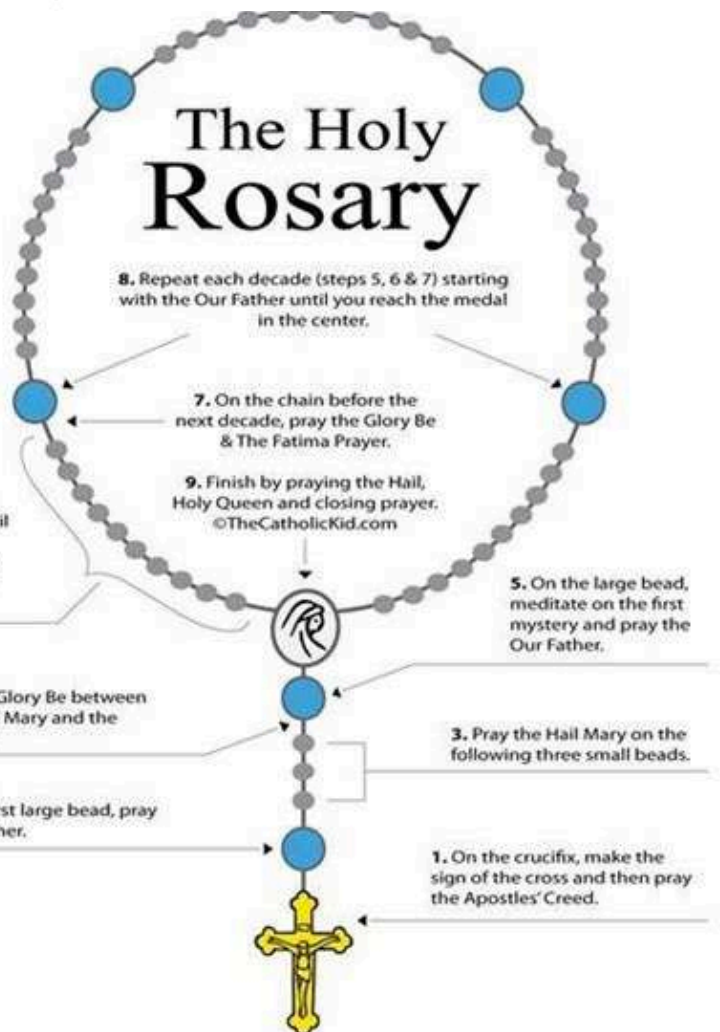 The Holy
Rosary
8. Repeat each decade (steps 5, 6 & 7) starting
with the Our Father until you reach the medal
in the center.
7. On the chain before the
next decade, pray the Glory Be
& The Fatima Prayer.
9. Finish by praying the Hail,
Holy Queen and closing prayer.
©TheCatholicKid.com
5. On the large bead,
meditate on the first
mystery and pray the
Our Father.
Glory Be between
Mary and the
3. Pray the Hail Mary on the
following three small beads.
large bead, pray
1. On the crucifix, make the
sign of the cross and then pray
the Apostles' Creed.